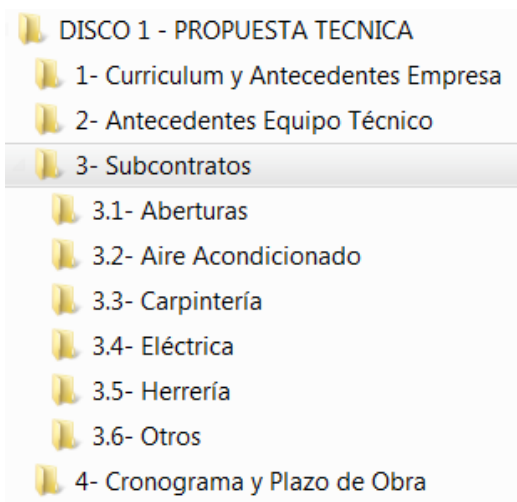 DISCO 1 - PROPUESTA TECNICA
1- Curriculum y Antecedentes Empresa
2- Antecedentes Equipo Técnico
3- Subcontratos
3.1- Aberturas
3.2- Aire Acondicionado
3.3- Carpintería
3.4- Eléctrica
3.5- Herrería
3.6- Otros
4- Cronograma y Plazo de Obra